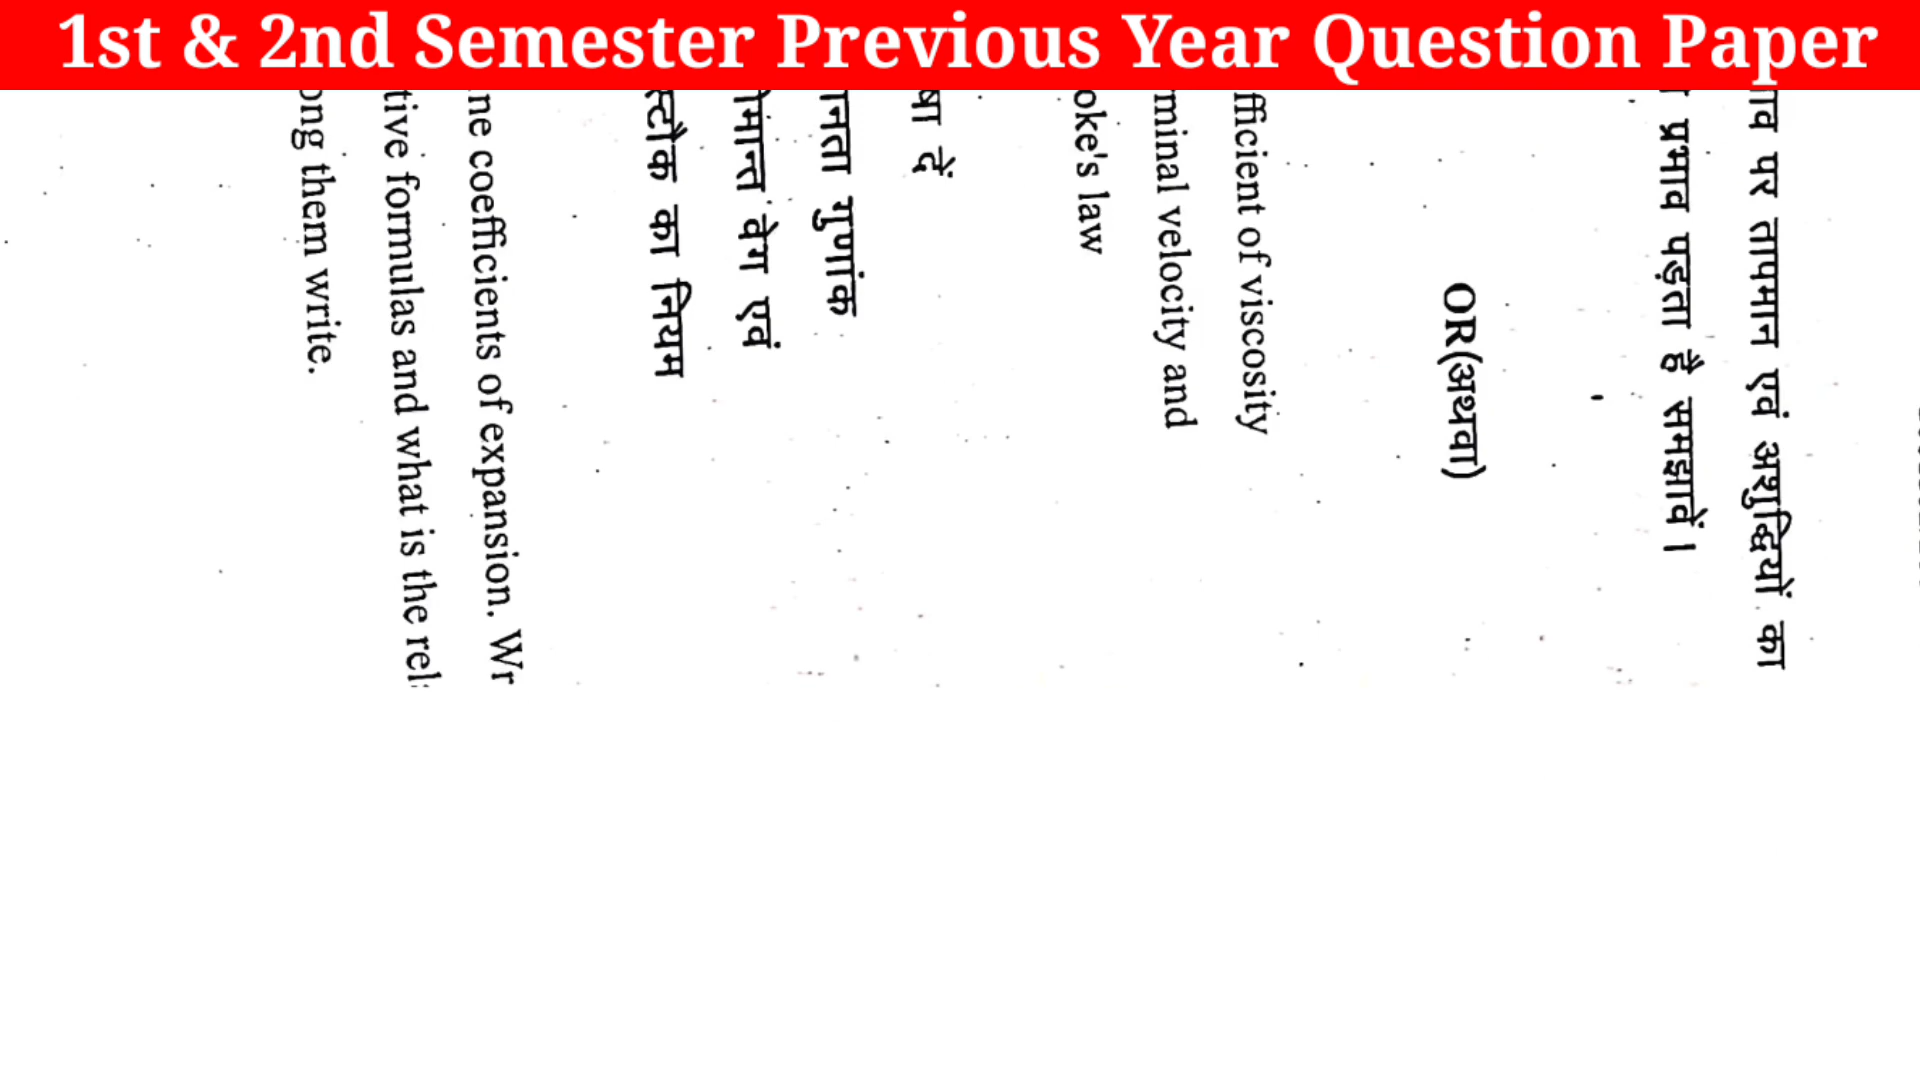 1st & 2nd Semester Previous Year Question Paper
पर तापमान एवं अशुद्धियों का
प्रभाव पड़ता है समझावें।
OR(अथवा)
fficient of viscosity
minal velocity and
oke's law
षा दें
नता गुणांक
वेग एवं
स्टौक का नियम
ne coefficients of expansion. Wr
tive formulas and what is the rel
ong them write.